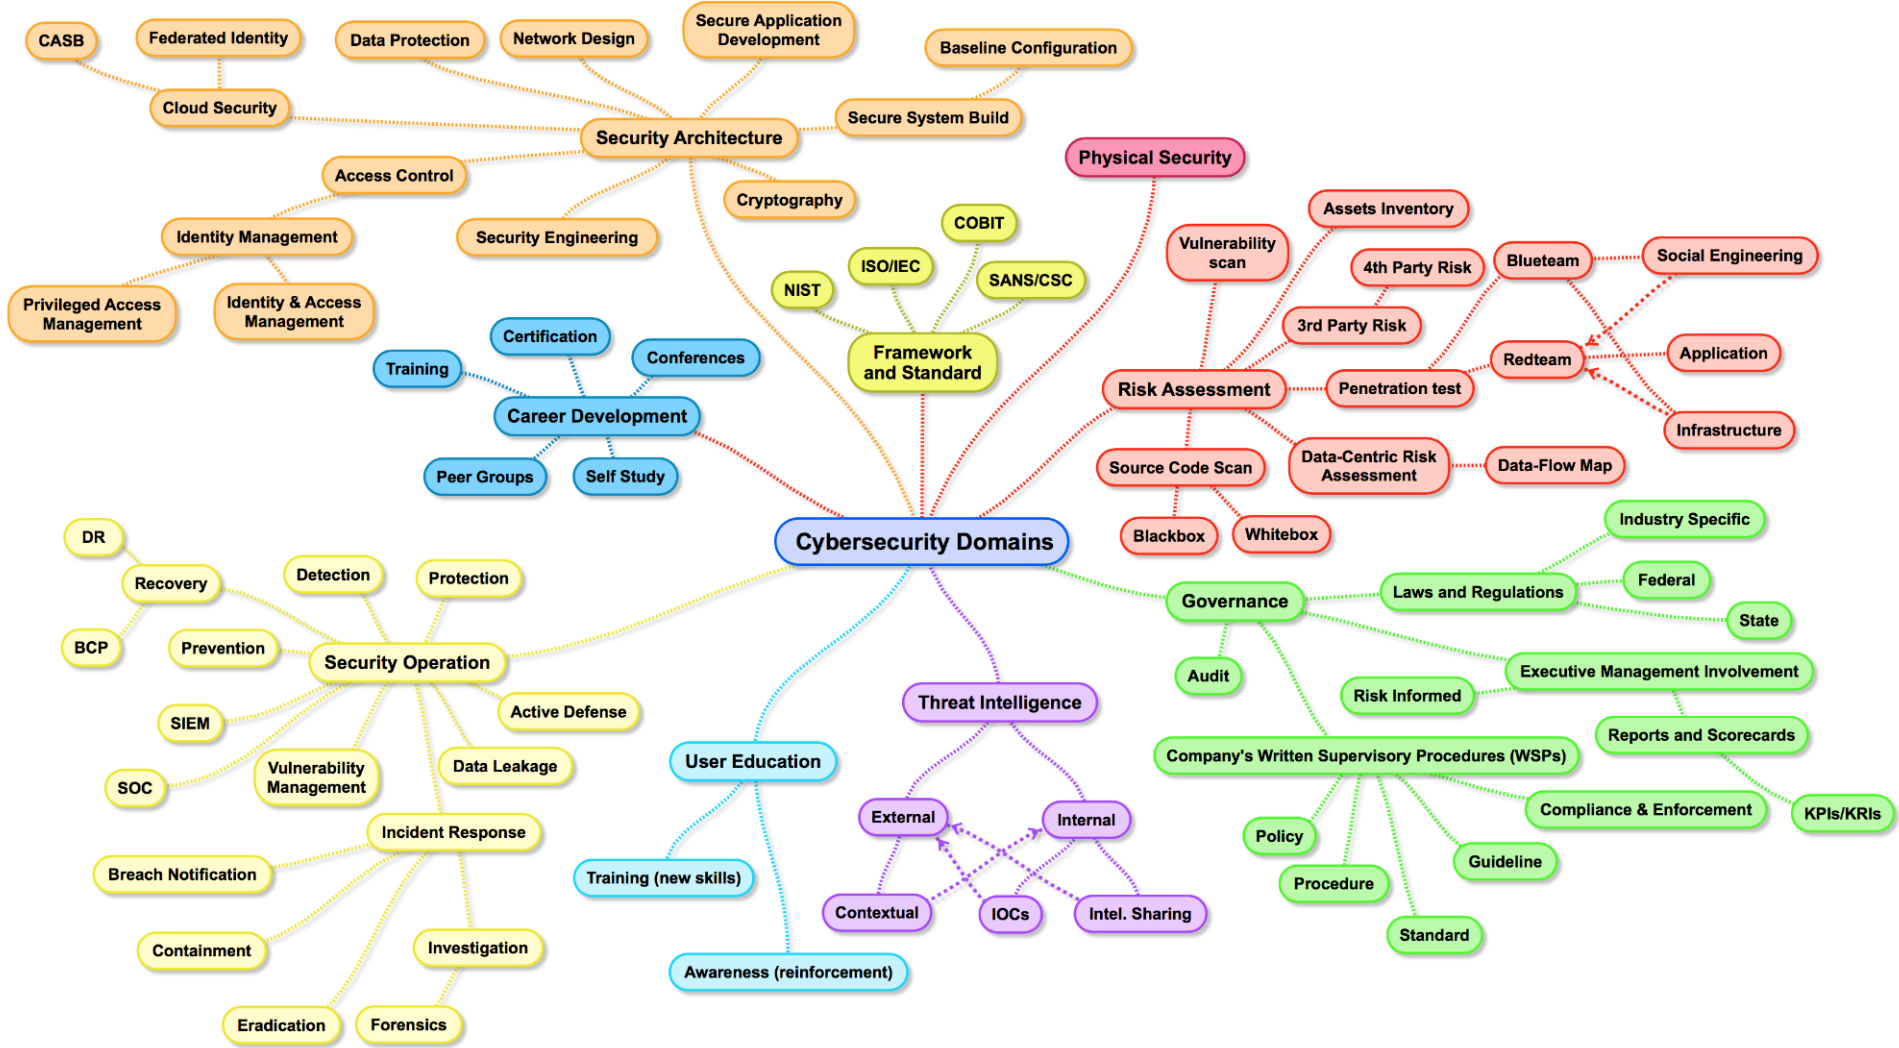 CASB
Federated Identity
Data Protection
Network Design
Secure Application
Development
Baseline Configuration
Cloud Security
Security Architecture
Secure System Build
Access Control
Cryptography
Identity Management
Security Engineering
Privileged Access
Management
Identity & Access
Management
Physical Security
COBIT
ISO/IEC
NIST
SANS/CSC
Framework
and Standard
Certification
Training
Conferences
Career Development
Peer Groups
Self Study
Assets Inventory
Vulnerability
scan
4th Party Risk
Blueteam
Social Engineering
3rd Party Risk
Redteam
Application
Risk Assessment
Penetration test
Infrastructure
Source Code Scan
Data-Centric Risk
Assessment
Data-Flow Map
Blackbox
Whitebox
Cybersecurity Domains
DR
Recovery
Detection
Protection
BCP
Prevention
Security Operation
SIEM
Active Defense
SOC
Vulnerability
Management
Data Leakage
Incident Response
Breach Notification
Containment
Investigation
Eradication
Forensics
User Education
Training (new skills)
Awareness (reinforcement)
Threat Intelligence
External
Internal
Contextual
IOCs
Intel. Sharing
Industry Specific
Governance
Laws and Regulations
Federal
State
Audit
Executive Management Involvement
Risk Informed
Reports and Scorecards
Company's Written Supervisory Procedures (WSPs)
Compliance & Enforcement
KPIs/KRIs
Policy
Guideline
Procedure
Standard